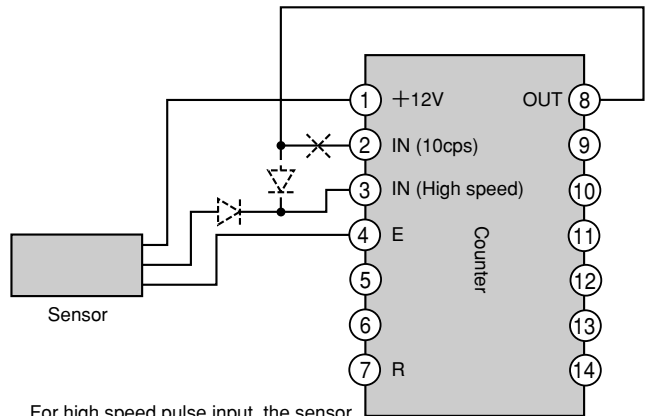 1 +12V OUT 8
2 IN (10cps) 9
3 IN (High speed) 10
4 E 11
Counter
5 12
6 13
7 R 14
Sensor
For high speed pulse input, the sensor